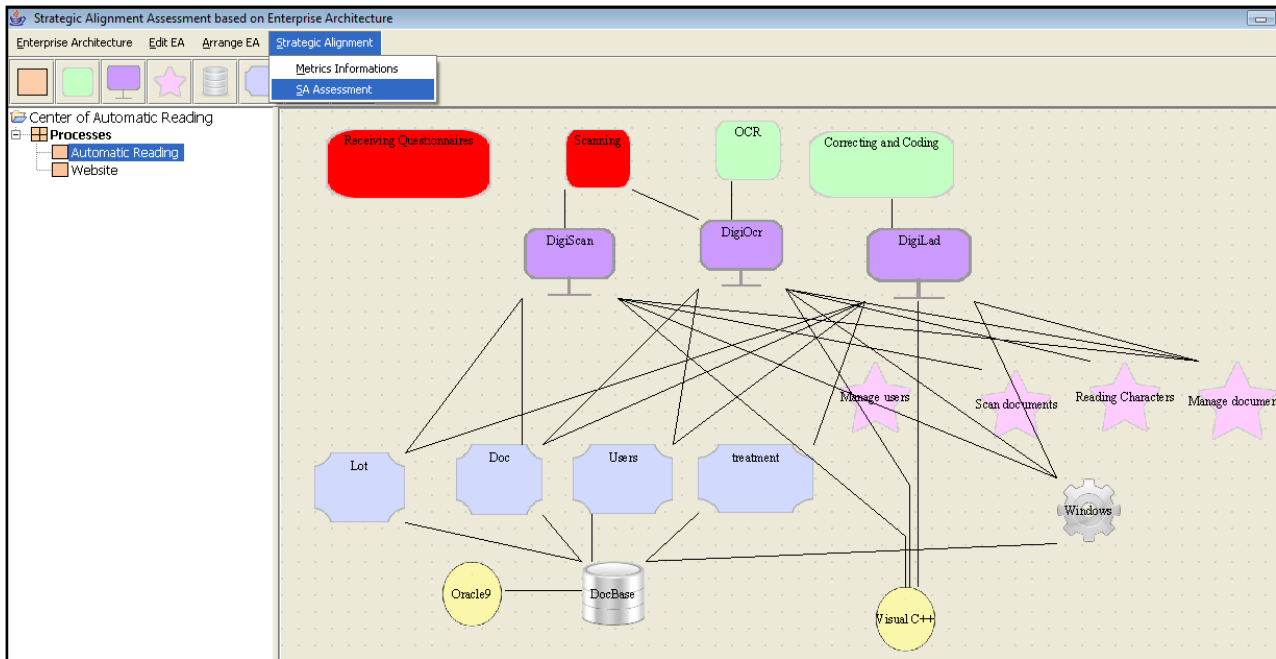 Strategic Alignment Assessment based on Enterprise Architecture
Enterprise Architecture Edit EA Arrange EA Strategic Alignment
Metrics Informations
SA Assessment
Center of Automatic Reading
Processes
Automatic Reading
Website
Receiving Questionnaires
Scanning
OCR
Correcting and Coding
DigiScan
DigiOcr
DigiLad
Manage users
Scan documents
Reading Characters
Manage documen
Lot
Doc
Users
treatment
Windows
Oracle9
DocBase
Visual C++